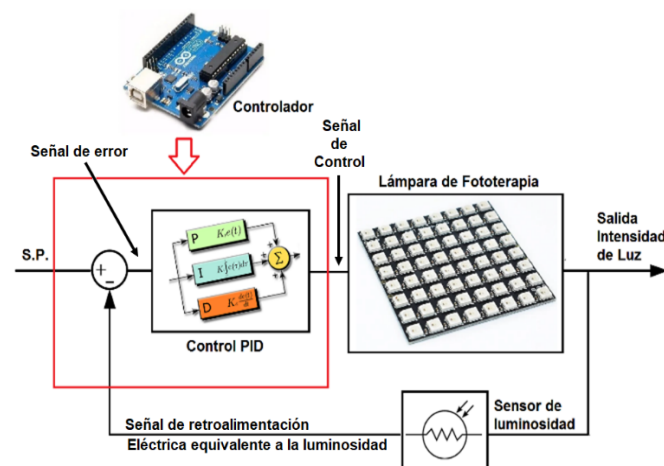 Controlador
Señal
de
Control
Señal de error
Lámpara de Fototerapia
Salida
Intensidad
de Luz
S.P.
P
I
D
Σ
Control PID
Sensor de
luminosidad
Señal de retroalimentación
Eléctrica equivalente a la luminosidad